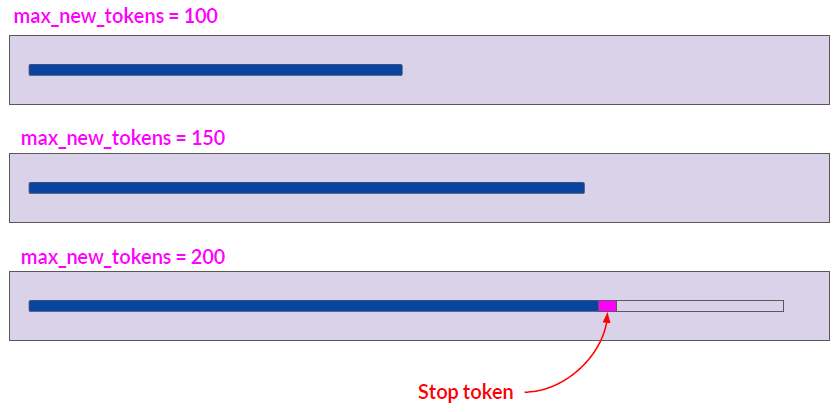 max_new_tokens = 100
max_new_tokens = 150
max_new_tokens = 200
Stop token